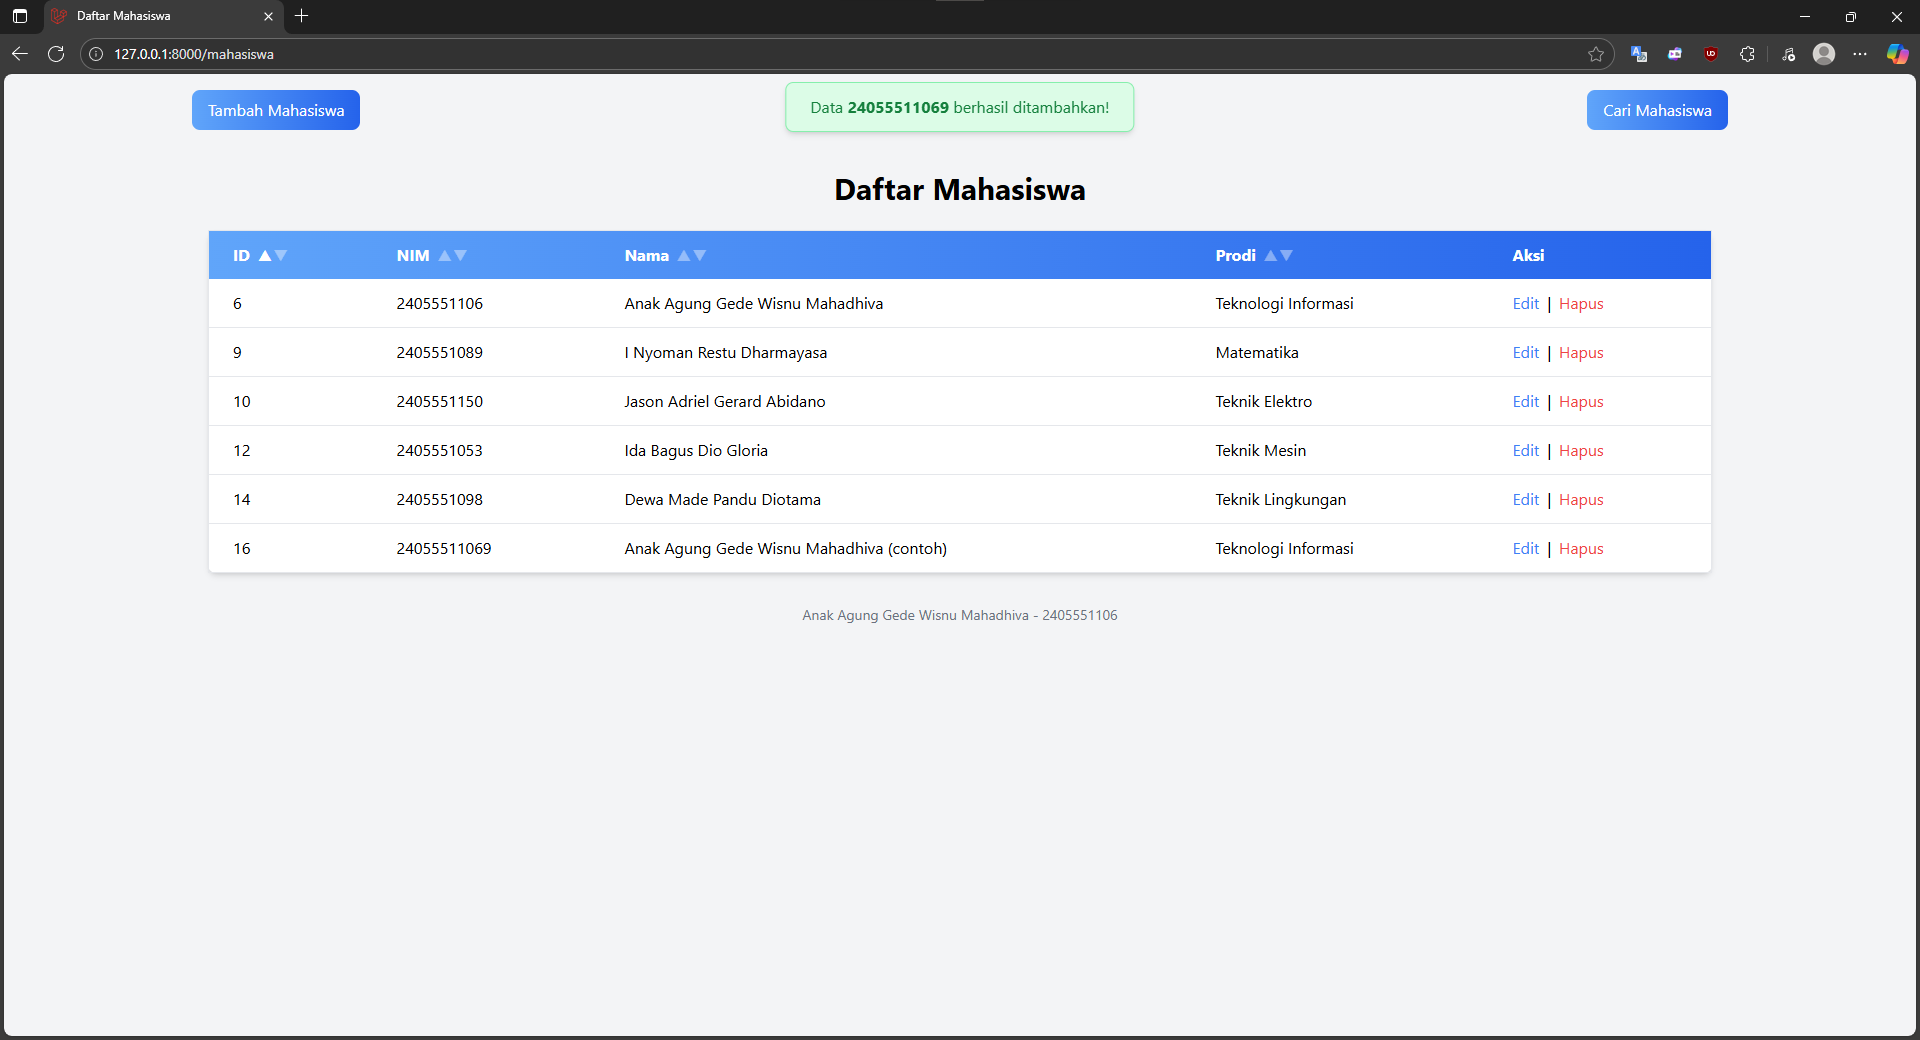 Daftar Mahasiswa
127.0.0.1:8000/mahasiswa
Tambah Mahasiswa
Data 24055511069 berhasil ditambahkan!
Cari Mahasiswa
Daftar Mahasiswa
ID ▲▼ NIM ▲▼ Nama ▲▼ Prodi ▲▼ Aksi
6 2405551106 Anak Agung Gede Wisnu Mahadhiva Teknologi Informasi Edit | Hapus
9 2405551089 I Nyoman Restu Dharmayasa Matematika Edit | Hapus
10 2405551150 Jason Adriel Gerard Abidano Teknik Elektro Edit | Hapus
12 2405551053 Ida Bagus Dio Gloria Teknik Mesin Edit | Hapus
14 2405551098 Dewa Made Pandu Diotama Teknik Lingkungan Edit | Hapus
16 24055511069 Anak Agung Gede Wisnu Mahadhiva (contoh) Teknologi Informasi Edit | Hapus
Anak Agung Gede Wisnu Mahadhiva - 2405551106